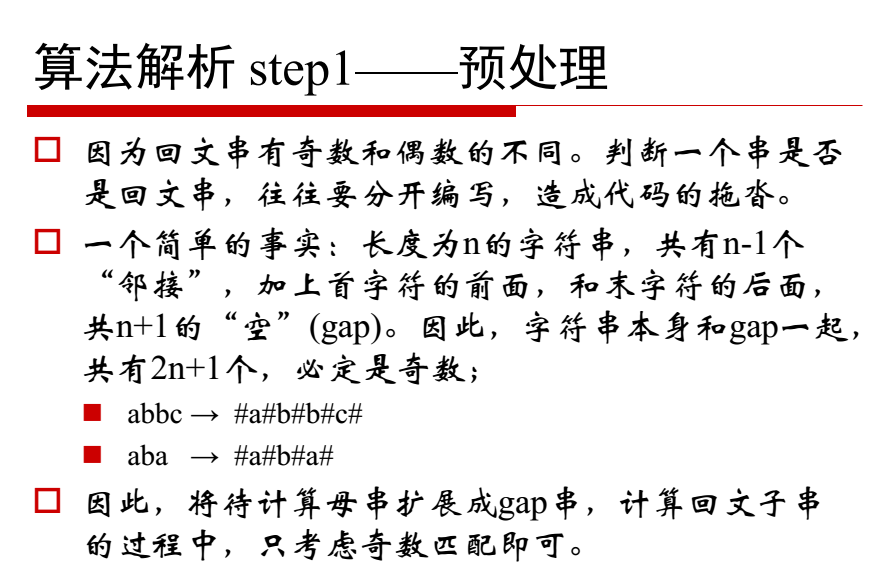 算法解析 step1——预处理
因为回文串有奇数和偶数的不同。判断一个串是否
是回文串，往往要分开编写，造成代码的拖沓。
一个简单的事实：长度为n的字符串，共有n-1个
“邻接”，加上首字符的前面，和末字符的后面，
共n+1的“空”(gap)。因此，字符串本身和gap一起，
共有2n+1个，必定是奇数；
abbc → #a#b#b#c#
aba → #a#b#a#
因此，将待计算母串扩展成gap串，计算回文子串
的过程中，只考虑奇数匹配即可。